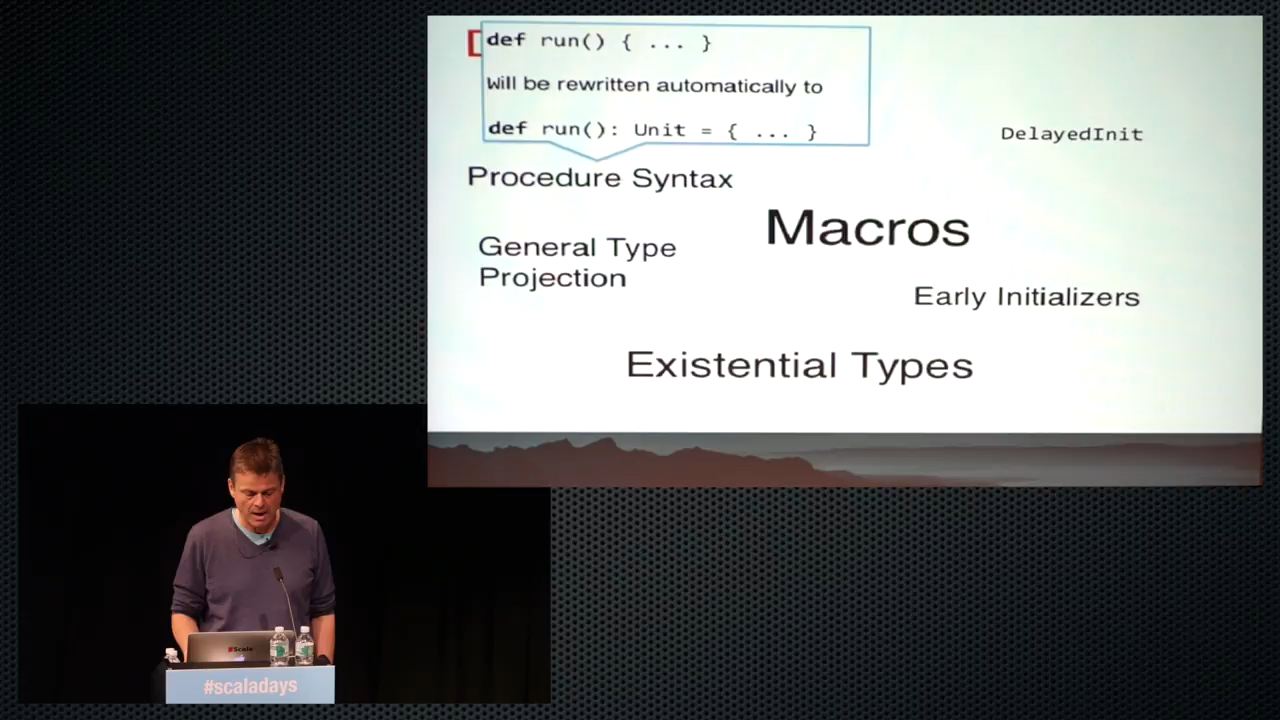 def run() { ... }
Will be rewritten automatically to
def run(): Unit = { ... }
DelayedInit
Procedure Syntax
Macros
General Type
Projection
Early Initializers
Existential Types
Scala
#scaladays